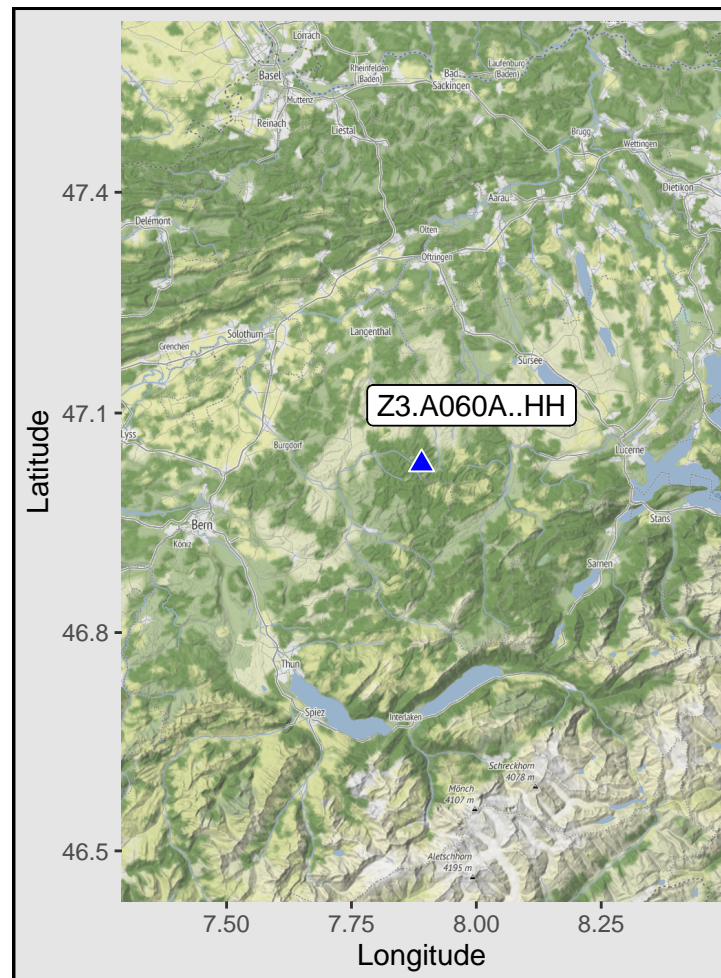 Lörrach
Basel
Rheinfelden
(Baden)
Bad
Säckingen
Laufenburg
(Baden)
Muttenz
Reinach
Liestal
Brugg
Wettingen
Dietikon
47.4
Aarau
Delémont
Olten
Oftringen
Solothurn
Langenthal
Grenchen
Sursee
Z3.A060A..HH
47.1
Lyss
Burgdorf
Lucerne
Latitude
Bern
Stans
Köniz
Sarnen
46.8
Thun
Spiez
Interlaken
Schreckhorn
4078 m
Mönch
4107 m
Aletschhorn
4195 m
46.5
7.50
7.75
8.00
8.25
Longitude